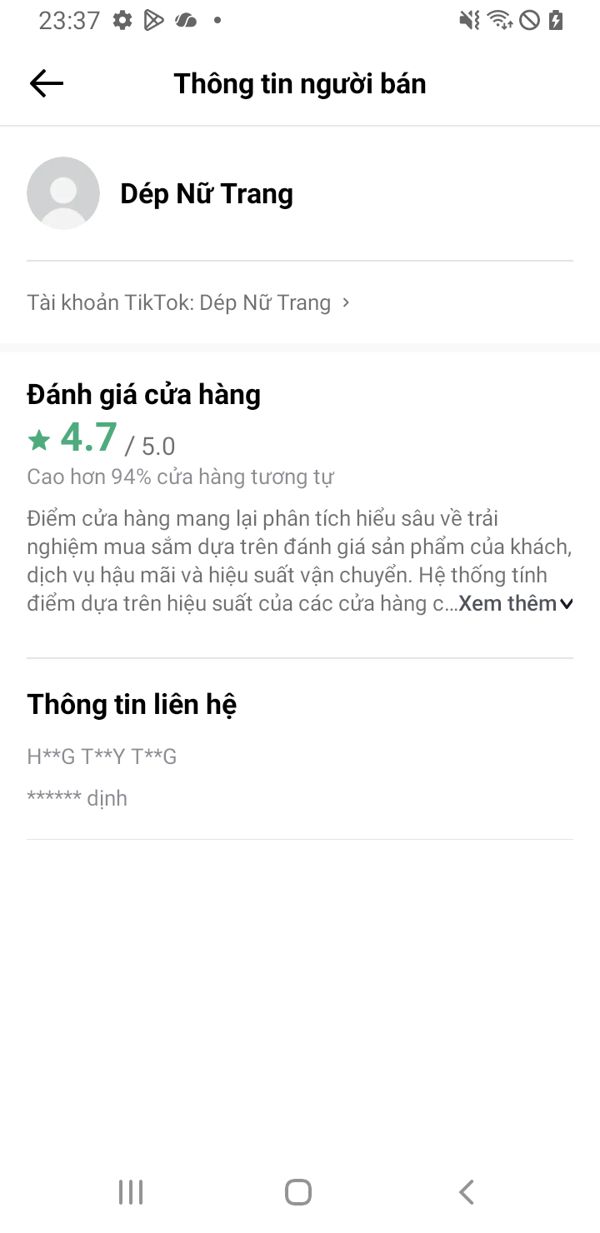 23:37
Thông tin người bán
Dép Nữ Trang
Tài khoản TikTok: Dép Nữ Trang
Đánh giá cửa hàng
4.7 / 5.0
Cao hơn 94% cửa hàng tương tự
Điểm cửa hàng mang lại phân tích hiểu sâu về trải
nghiệm mua sắm dựa trên đánh giá sản phẩm của khách,
dịch vụ hậu mãi và hiệu suất vận chuyển. Hệ thống tính
điểm dựa trên hiệu suất của các cửa hàng c...Xem thêm
Thông tin liên hệ
H**G T**Y T**G
****** dịnh